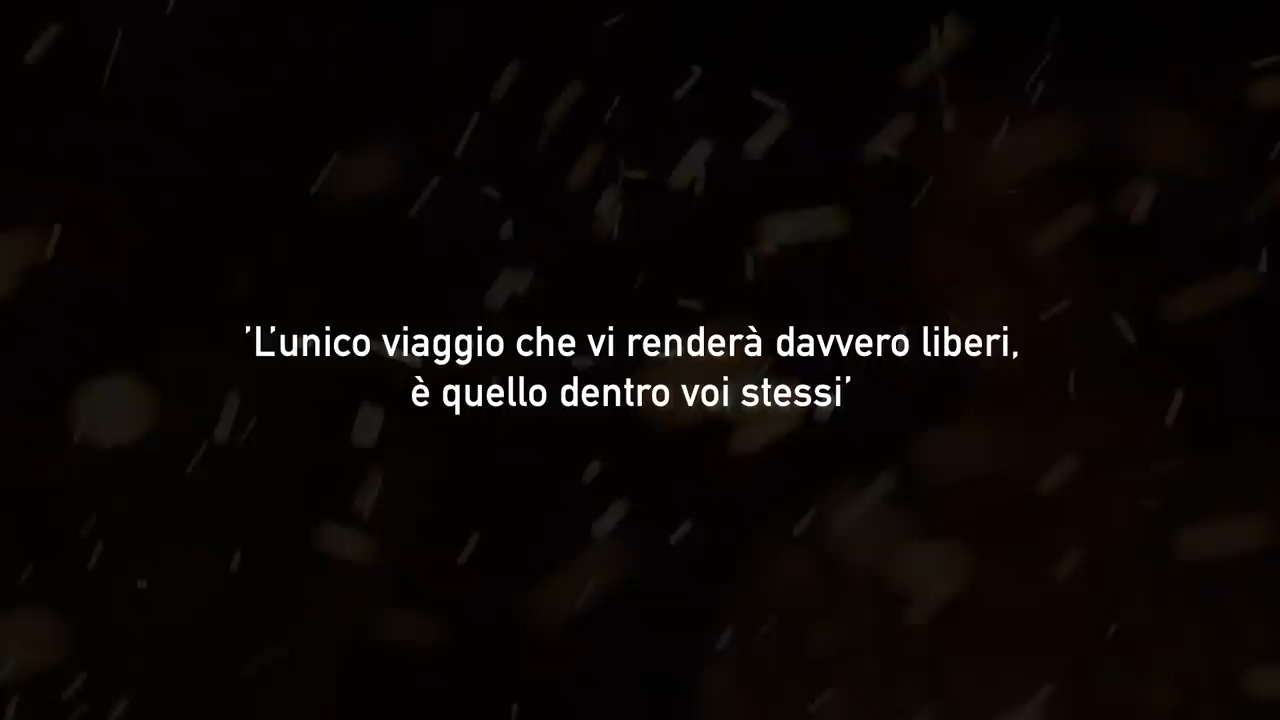 ’L’unico viaggio che vi renderà davvero liberi,
è quello dentro voi stessi’